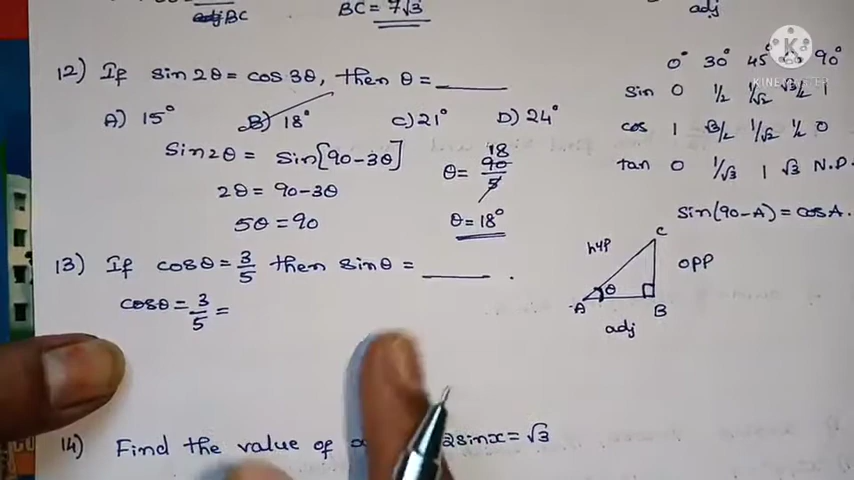 adj BC
BC = 7√3
adj
K
KINEMASTER
12) If sin 2θ = cos 3θ, then θ = ____
A) 15° B) 18° C) 21° D) 24°
sin2θ = sin[90-3θ]
2θ = 90-3θ
5θ = 90
θ = 90/5 18
θ = 18°
0° 30° 45° 60° 90°
sin 0 1/2 1/√2 √3/2 1
cos 1 √3/2 1/√2 1/2 0
tan 0 1/√3 1 √3 N.D.
sin(90-A) = cosA.
13) If cosθ = 3/5 then sinθ = ____ .
cosθ = 3/5 =
C
hyp
opp
θ
A
B
adj
14) Find the value of 2sinx = √3